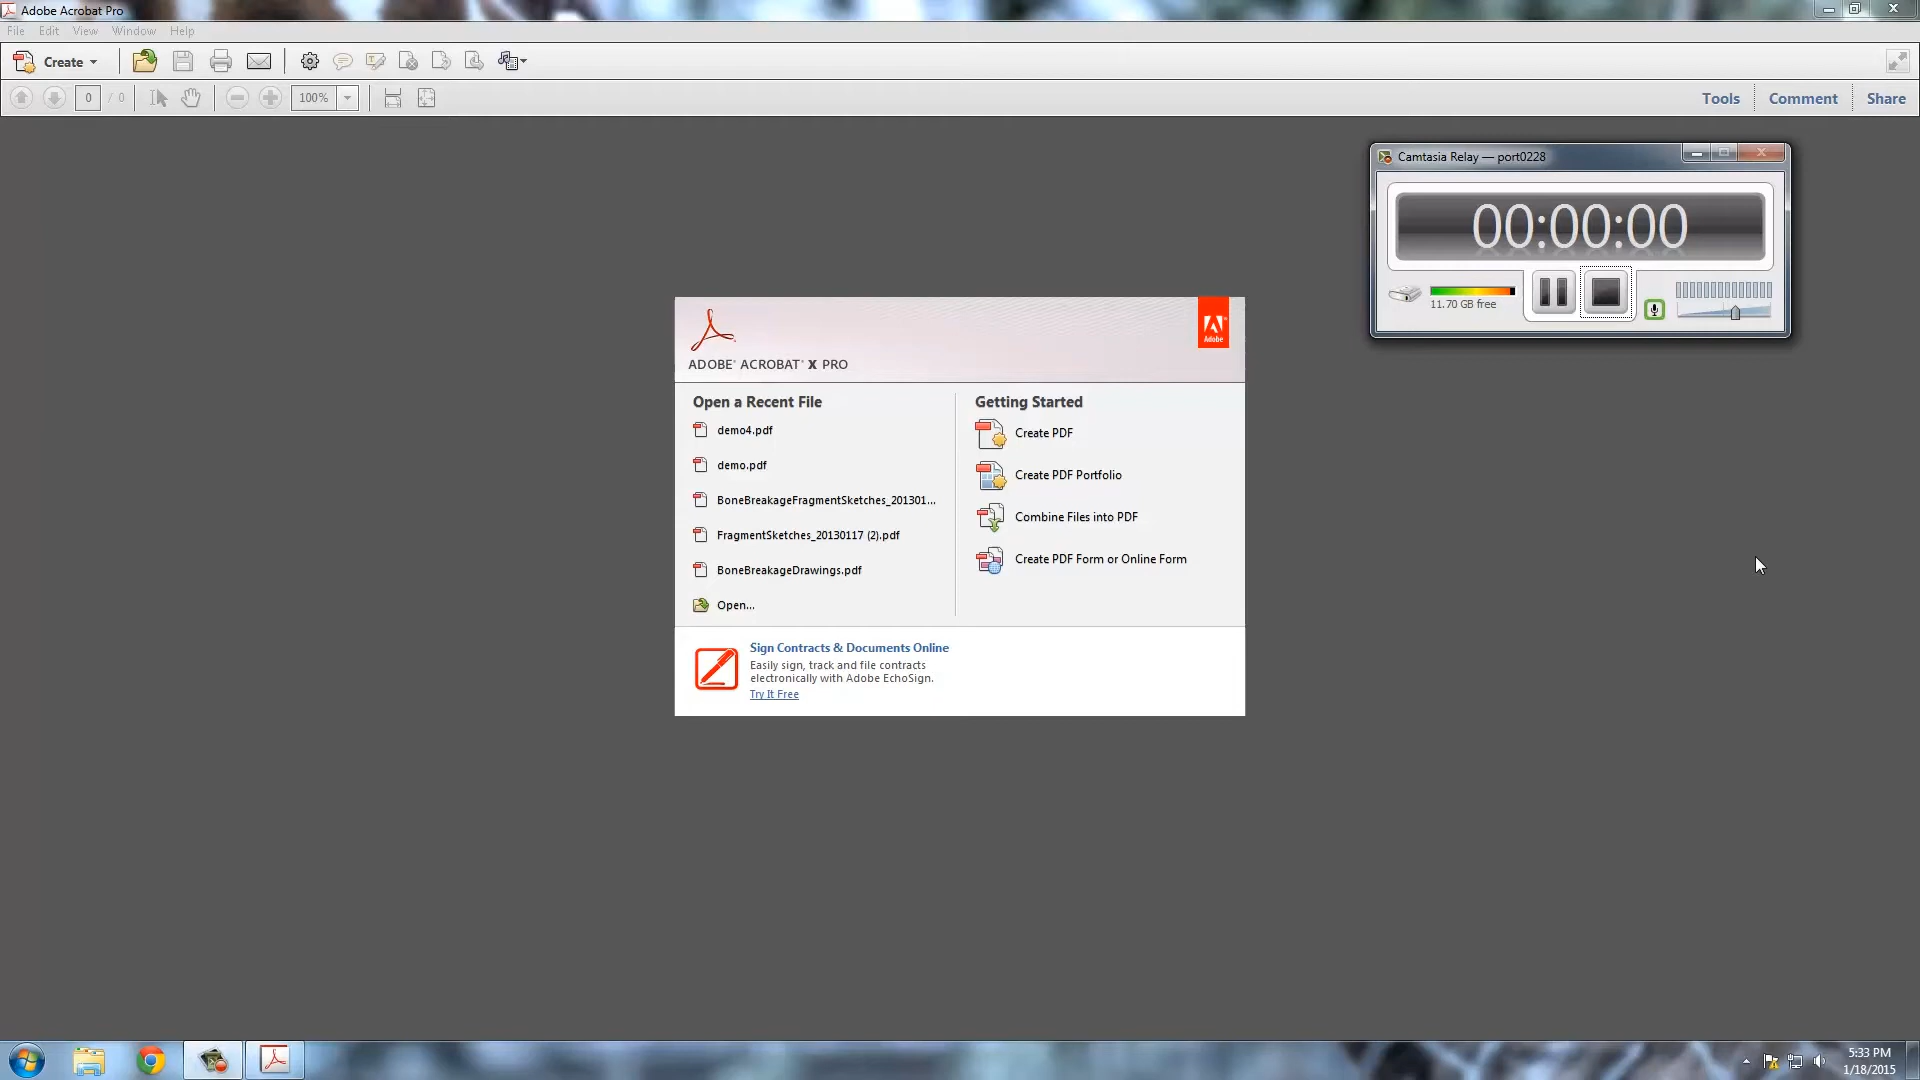 Adobe Acrobat Pro
File Edit View Window Help
Create
0 / 0 100% Tools Comment Share
Camtasia Relay — port0228
00:00:00
11.70 GB free
Adobe
ADOBE® ACROBAT® X PRO
Open a Recent File
demo4.pdf
demo.pdf
BoneBreakageFragmentSketches_201301...
FragmentSketches_20130117 (2).pdf
BoneBreakageDrawings.pdf
Open...
Getting Started
Create PDF
Create PDF Portfolio
Combine Files into PDF
Create PDF Form or Online Form
Sign Contracts & Documents Online
Easily sign, track and file contracts
electronically with Adobe EchoSign.
Try It Free
5:33 PM
1/18/2015